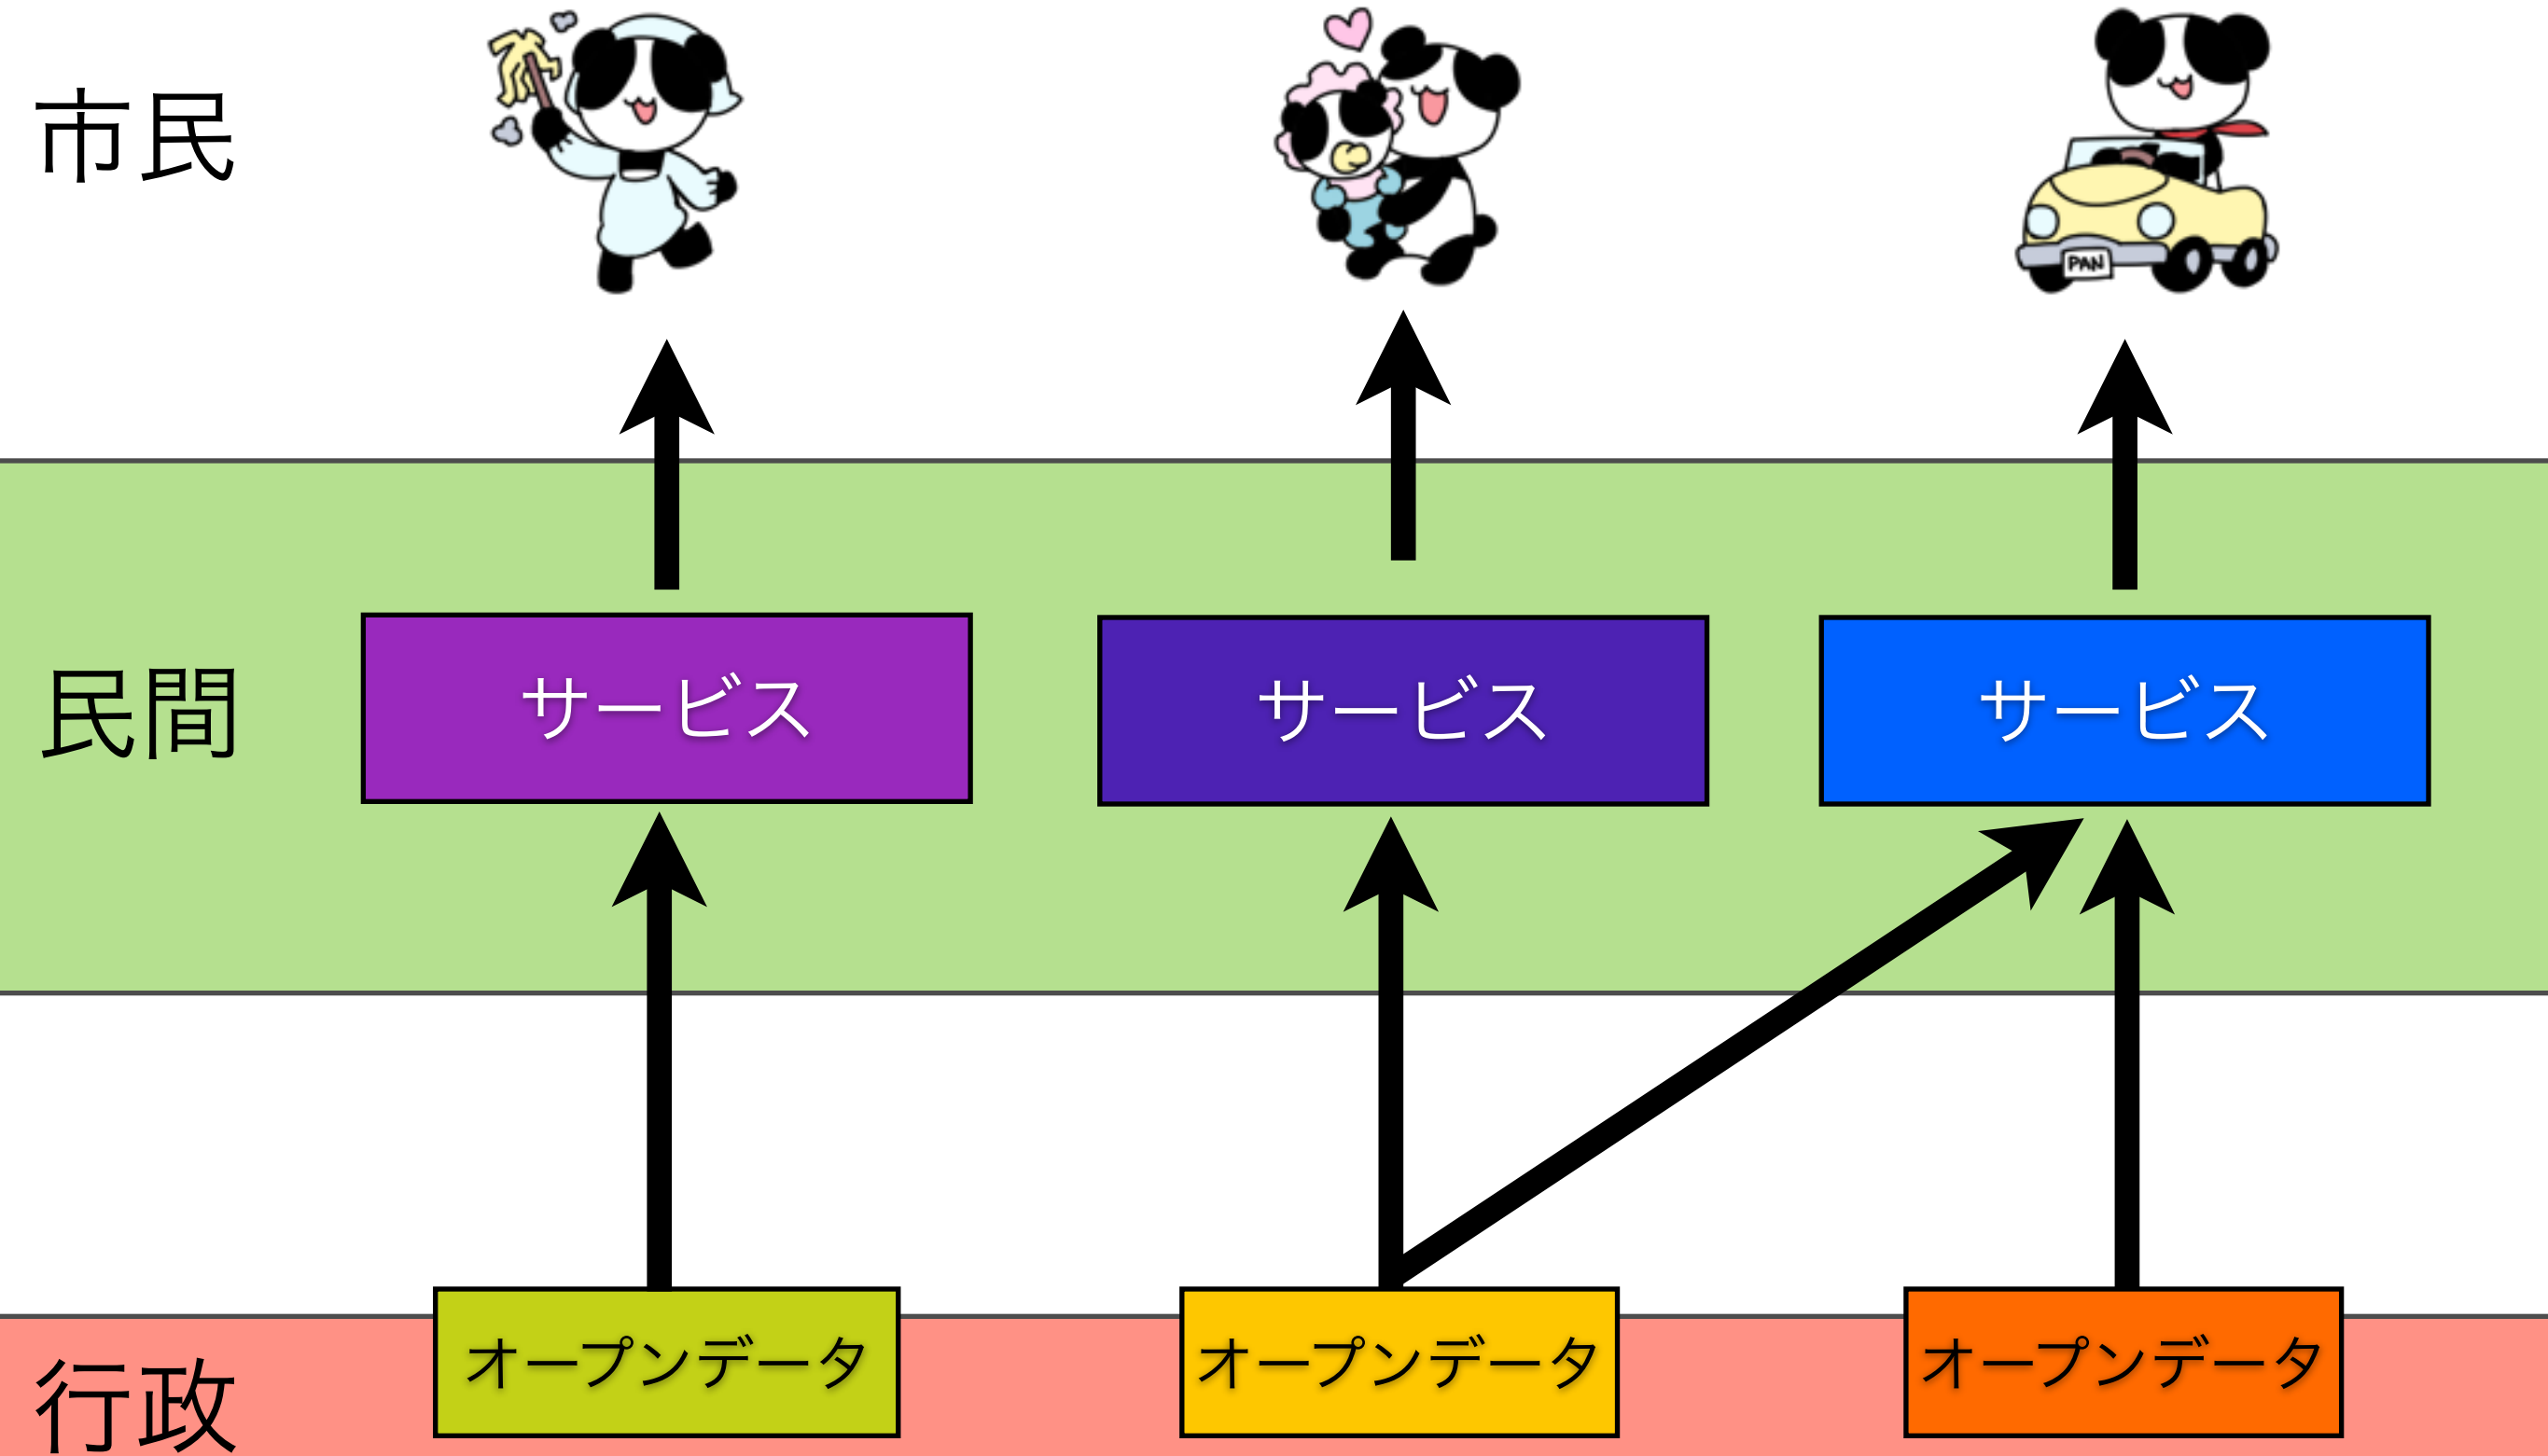 市民
PAN
民間
サービス
サービス
サービス
行政
オープンデータ
オープンデータ
オープンデータ